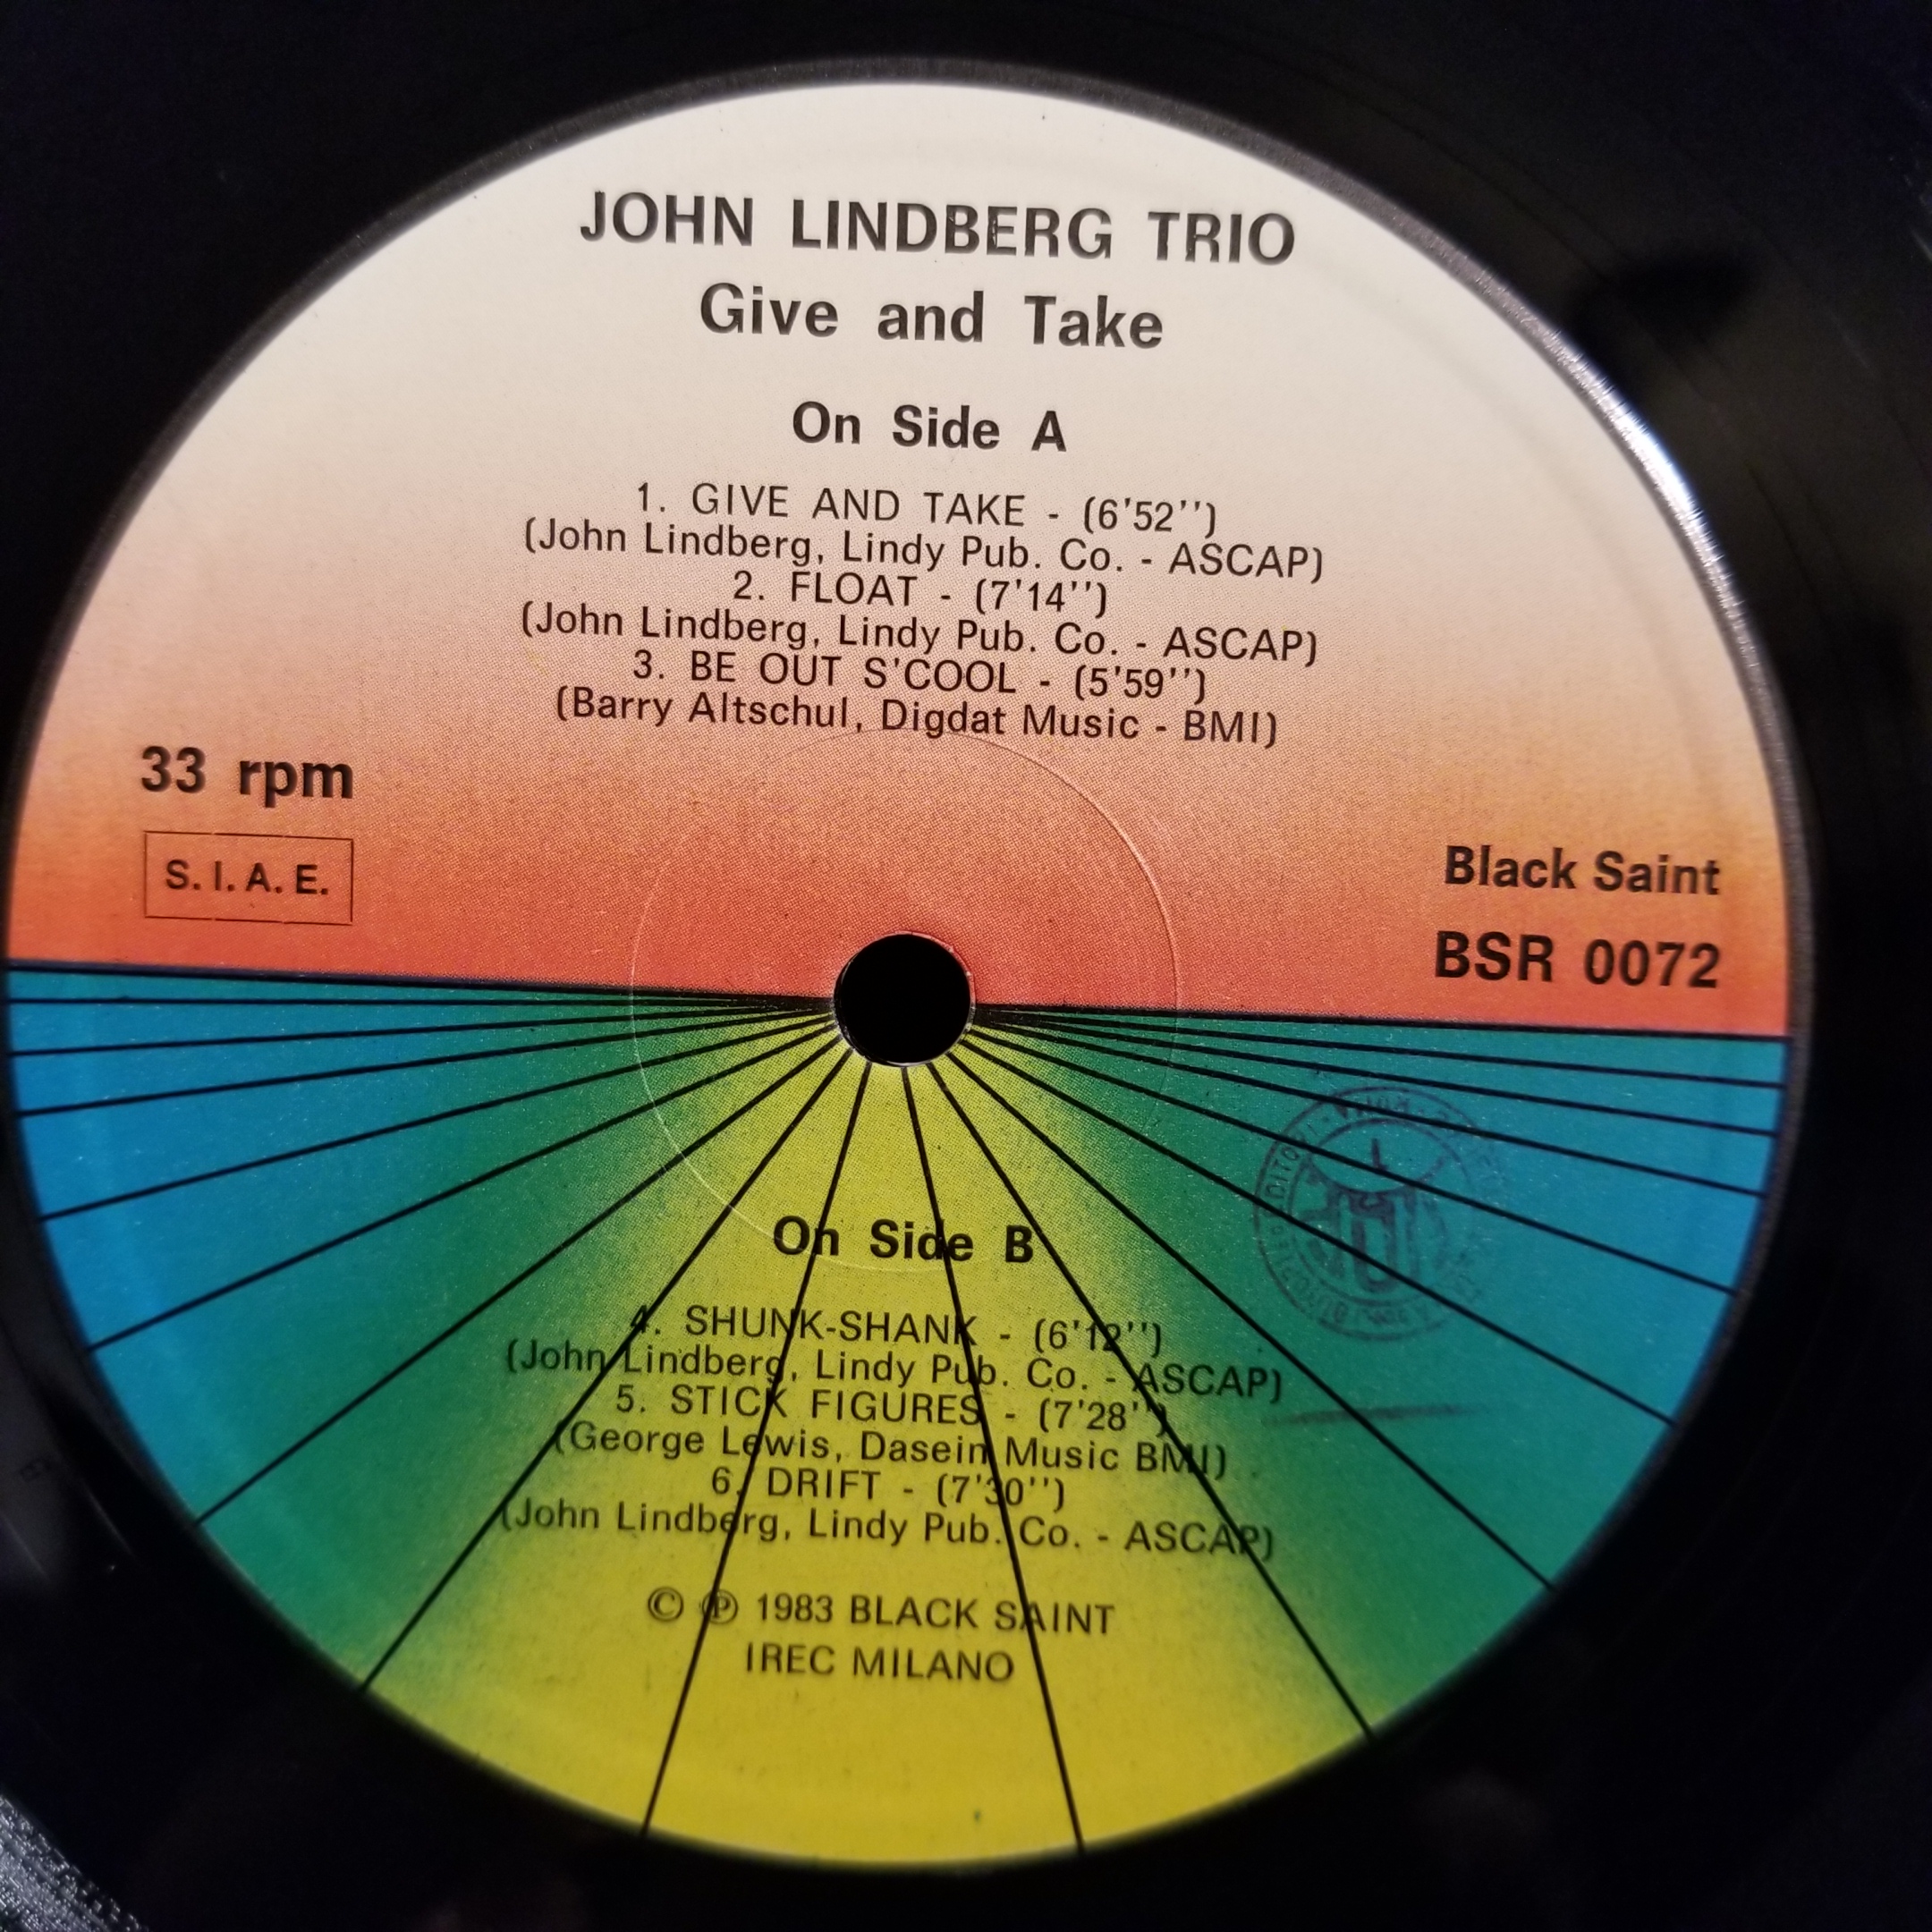 JOHN LINDBERG TRIO
Give and Take
On Side A
1. GIVE AND TAKE - (6'52'')
(John Lindberg, Lindy Pub. Co. - ASCAP)
2. FLOAT - (7'14'')
(John Lindberg, Lindy Pub. Co. - ASCAP)
3. BE OUT S'COOL - (5'59'')
(Barry Altschul, Digdat Music - BMI)
33 rpm
S. I. A. E.
Black Saint
BSR 0072
On Side B
4. SHUNK-SHANK - (6'12'')
(John Lindberg, Lindy Pub. Co. - ASCAP)
5. STICK FIGURES - (7'28'')
(George Lewis, Dasein Music BMI)
6. DRIFT - (7'30'')
(John Lindberg, Lindy Pub. Co. - ASCAP)
© ℗ 1983 BLACK SAINT
IREC MILANO